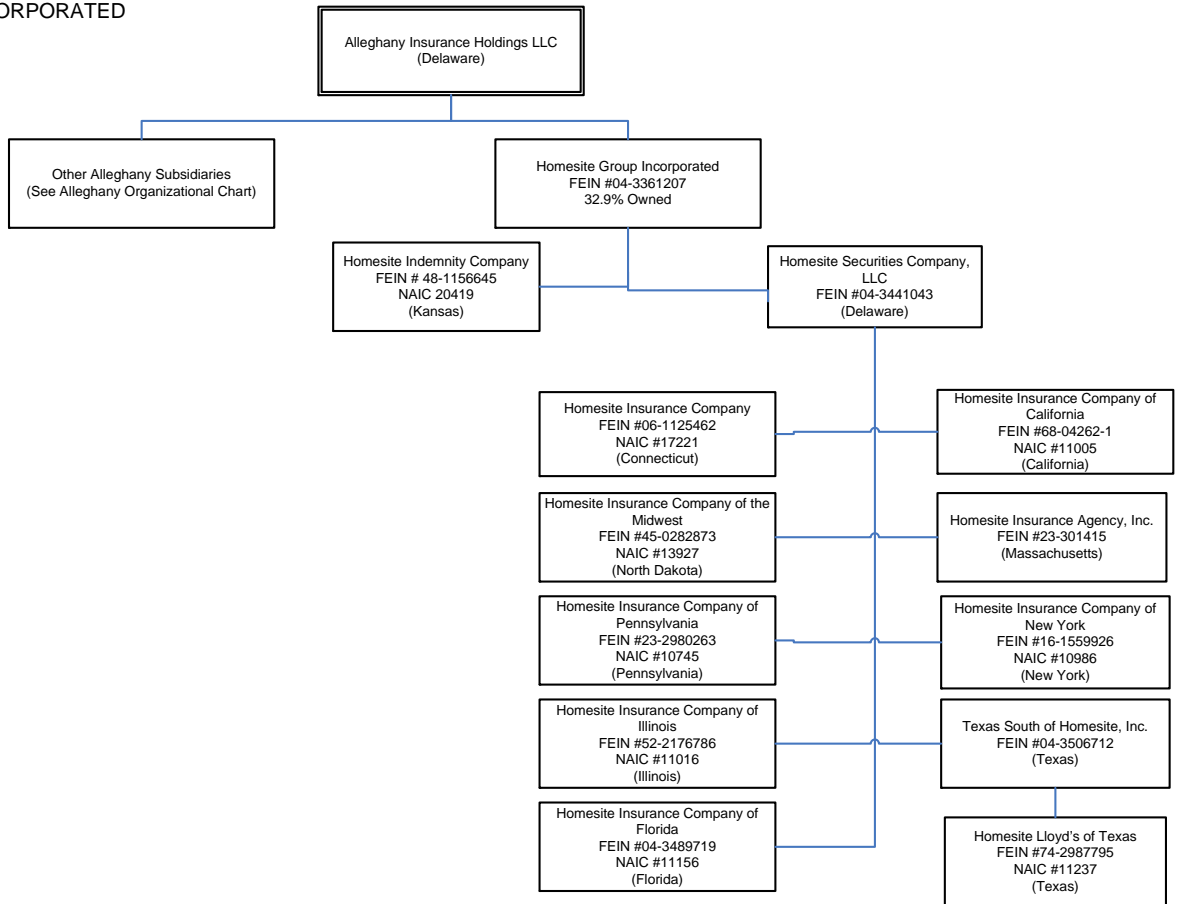 ORPORATED
Alleghany Insurance Holdings LLC
(Delaware)
Other Alleghany Subsidiaries
(See Alleghany Organizational Chart)
Homesite Group Incorporated
FEIN #04-3361207
32.9% Owned
Homesite Indemnity Company
FEIN # 48-1156645
NAIC 20419
(Kansas)
Homesite Securities Company,
LLC
FEIN #04-3441043
(Delaware)
Homesite Insurance Company
FEIN #06-1125462
NAIC #17221
(Connecticut)
Homesite Insurance Company of
California
FEIN #68-04262-1
NAIC #11005
(California)
Homesite Insurance Company of the
Midwest
FEIN #45-0282873
NAIC #13927
(North Dakota)
Homesite Insurance Agency, Inc.
FEIN #23-301415
(Massachusetts)
Homesite Insurance Company of
Pennsylvania
FEIN #23-2980263
NAIC #10745
(Pennsylvania)
Homesite Insurance Company of
New York
FEIN #16-1559926
NAIC #10986
(New York)
Homesite Insurance Company of
Illinois
FEIN #52-2176786
NAIC #11016
(Illinois)
Texas South of Homesite, Inc.
FEIN #04-3506712
(Texas)
Homesite Insurance Company of
Florida
FEIN #04-3489719
NAIC #11156
(Florida)
Homesite Lloyd's of Texas
FEIN #74-2987795
NAIC #11237
(Texas)